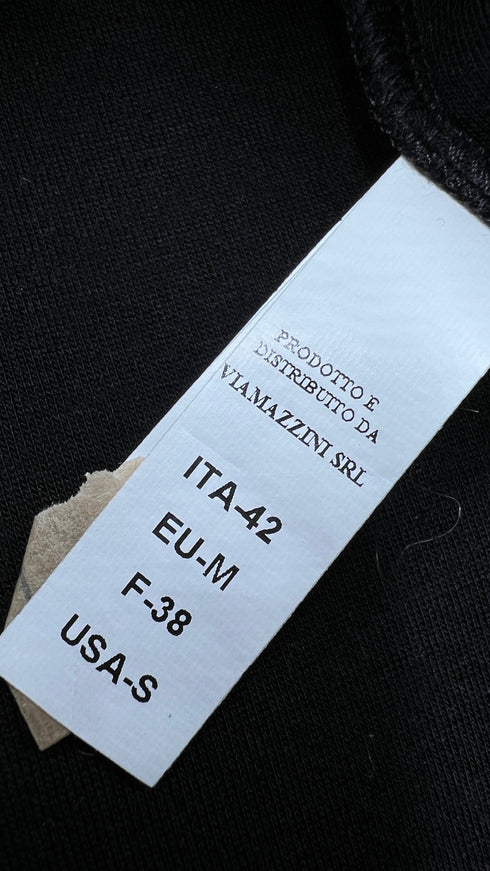 PRODOTTO E
DISTRIBUITO DA
VIAMAZZINI SRL
ITA-42
EU-M
F-38
USA-S